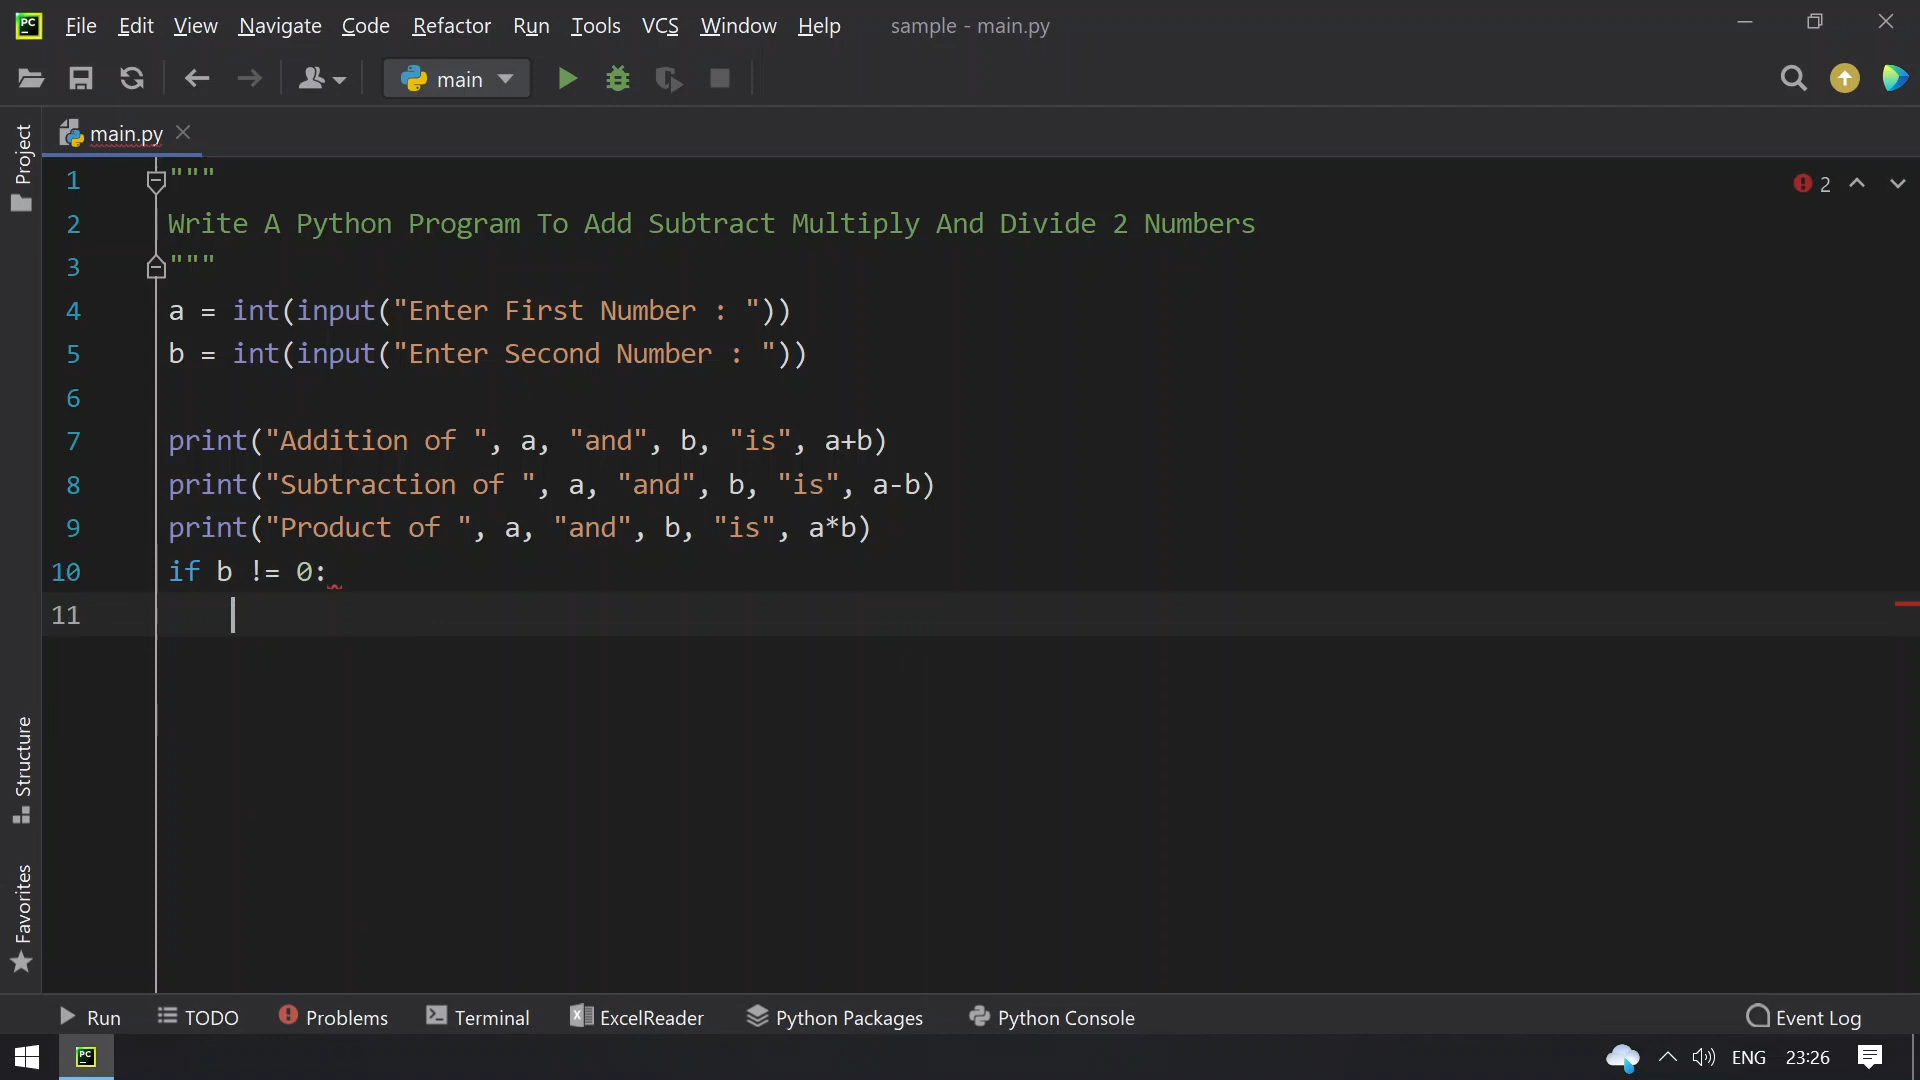 PC File Edit View Navigate Code Refactor Run Tools VCS Window Help sample - main.py
main
main.py
Project
2
1 """
2 Write A Python Program To Add Subtract Multiply And Divide 2 Numbers
3 """
4 a = int(input("Enter First Number : "))
5 b = int(input("Enter Second Number : "))
6
7 print("Addition of ", a, "and", b, "is", a+b)
8 print("Subtraction of ", a, "and", b, "is", a-b)
9 print("Product of ", a, "and", b, "is", a*b)
10 if b != 0:
11
Structure
Favorites
Run TODO Problems Terminal ExcelReader Python Packages Python Console Event Log
PC ENG 23:26